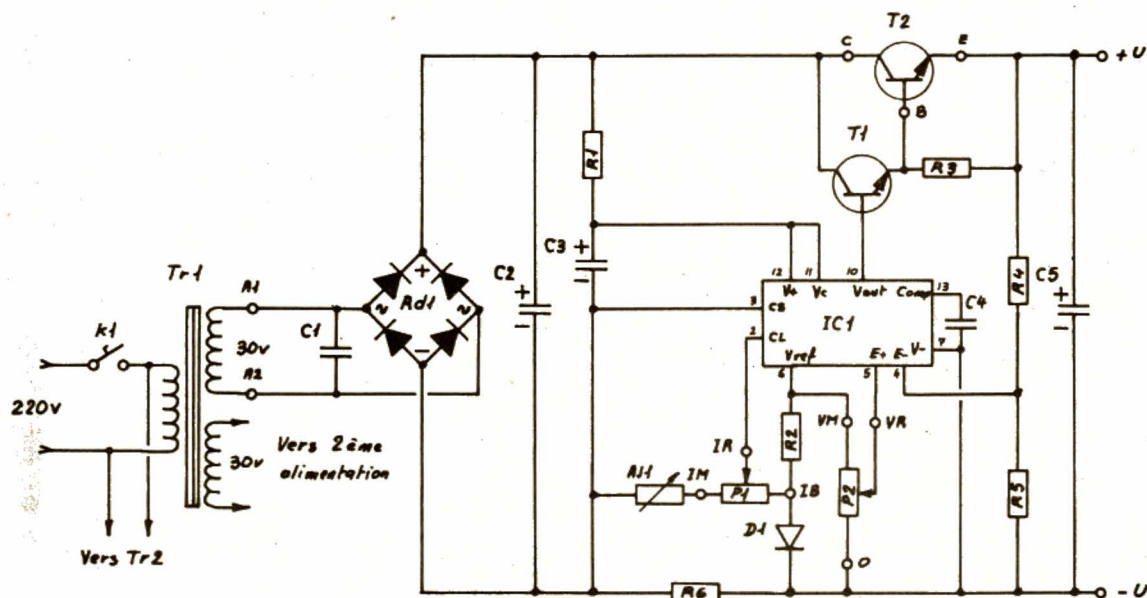 T2
C
E
+U
B
T1
R1
R3
C3
+
-
Tr1
A1
C1
Rd1
+
~
~
-
C2
+
-
12
11
10
V+
Vc
Vout
Comp
13
C4
3
CS
2
CL
IC1
V-
7
Vref
E+
E-
6
5
4
R4
C5
+
-
K1
30V
A2
220V
30V
Vers 2ème
alimentation
Vers Tr2
IR
R2
VM
VR
AJ1
IM
P1
IB
P2
R5
D1
O
R6
-U